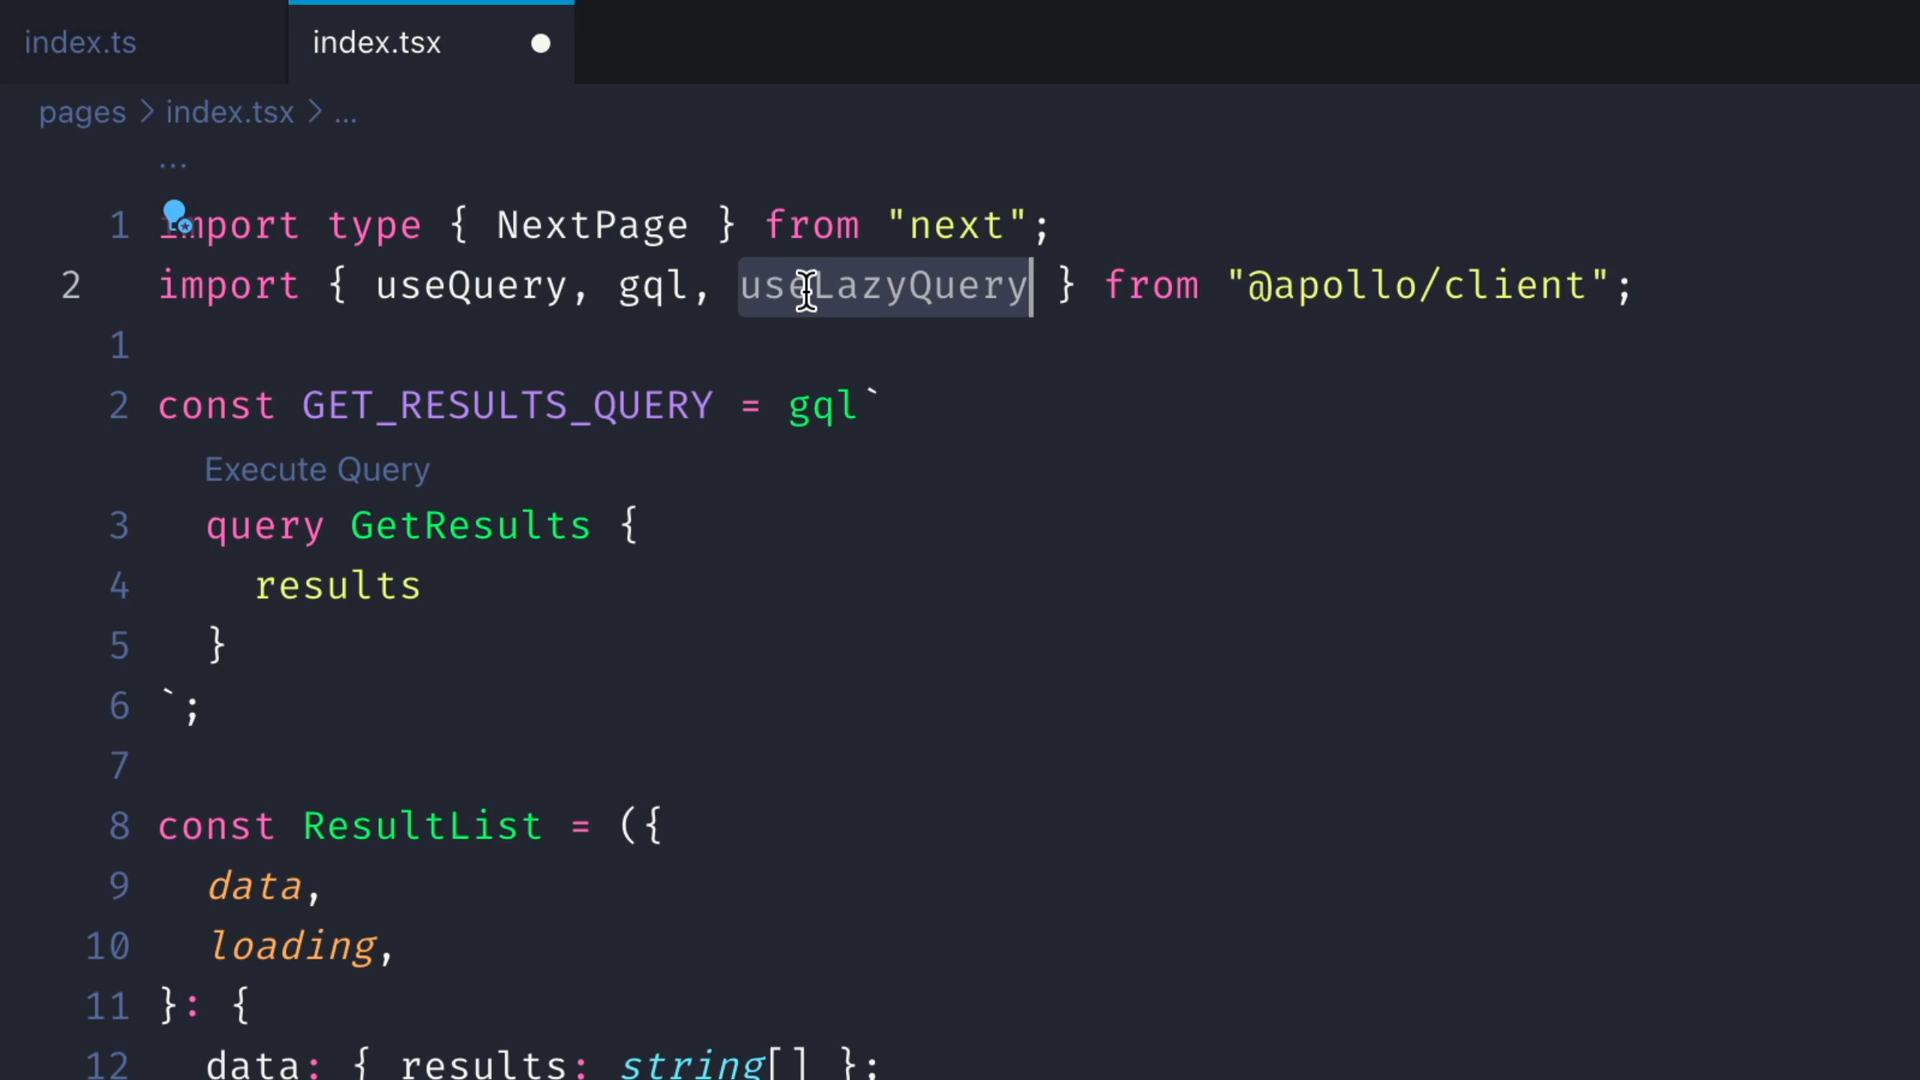 index.ts index.tsx
pages > index.tsx > ...
...
1 import type { NextPage } from "next";
2 import { useQuery, gql, useLazyQuery } from "@apollo/client";
1
2 const GET_RESULTS_QUERY = gql`
Execute Query
3 query GetResults {
4 results
5 }
6 `;
7
8 const ResultList = ({
9 data,
10 loading,
11 }: {
12 data: { results: string[] };